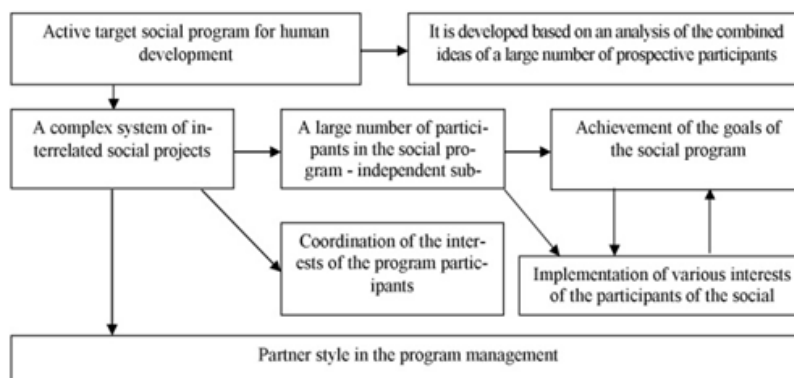 Active target social program for human
development
It is developed based on an analysis of the combined
ideas of a large number of prospective participants
A complex system of in-
terrelated social projects
A large number of partici-
pants in the social pro-
gram - independent sub-
Achievement of the goals of
the social program
Coordination of the inter-
ests of the program partic-
ipants
Implementation of various interests
of the participants of the social
Partner style in the program management